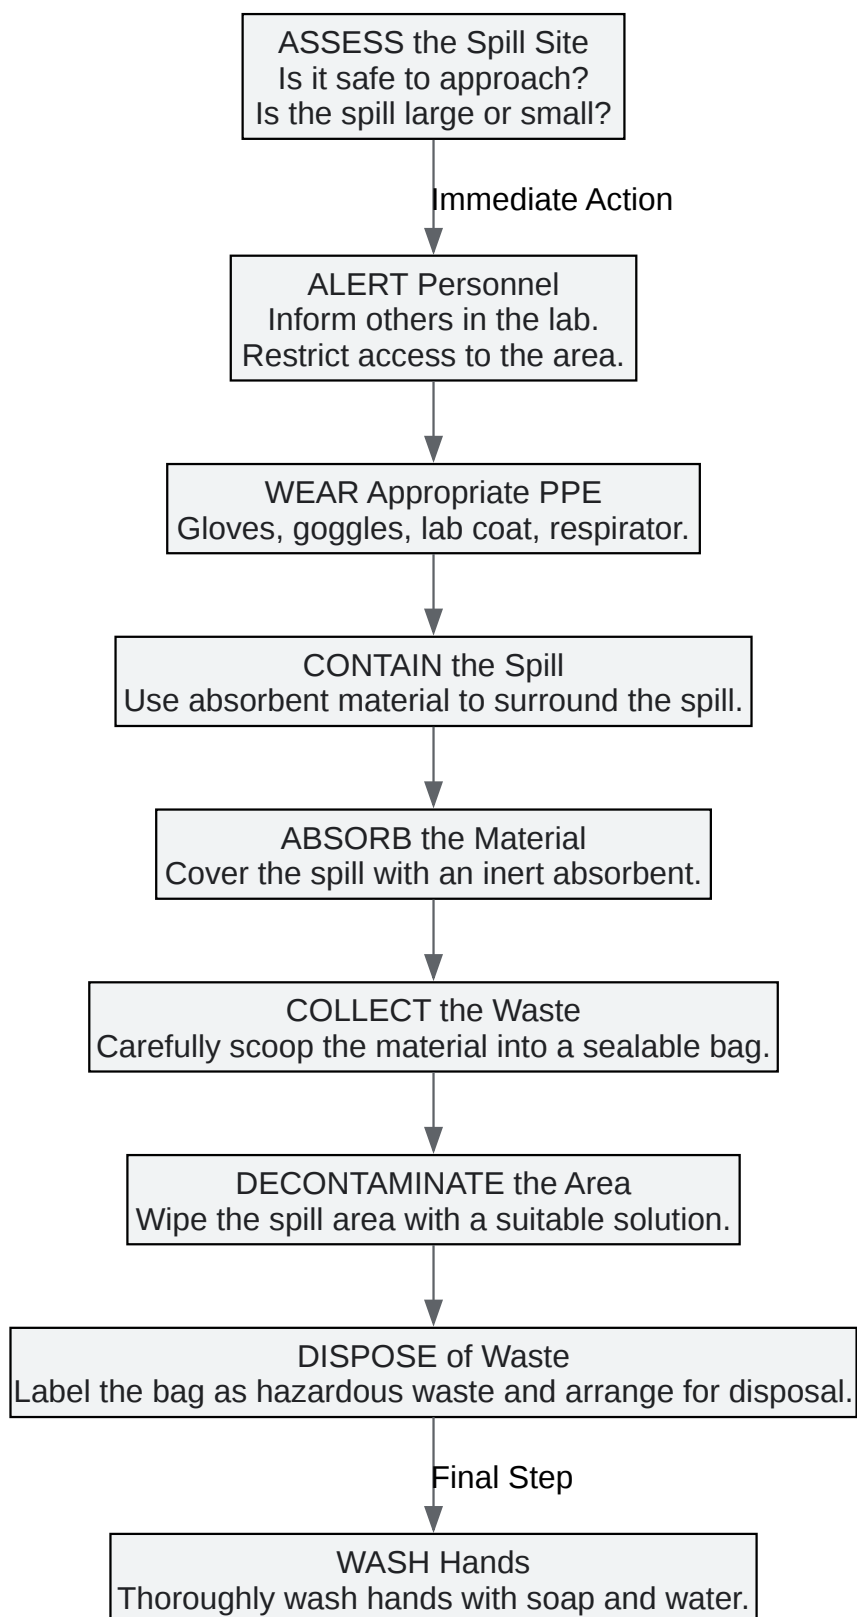 ASSESS the Spill Site
Is it safe to approach?
Is the spill large or small?
Immediate Action
ALERT Personnel
Inform others in the lab.
Restrict access to the area.
WEAR Appropriate PPE
Gloves, goggles, lab coat, respirator.
CONTAIN the Spill
Use absorbent material to surround the spill.
ABSORB the Material
Cover the spill with an inert absorbent.
COLLECT the Waste
Carefully scoop the material into a sealable bag.
DECONTAMINATE the Area
Wipe the spill area with a suitable solution.
DISPOSE of Waste
Label the bag as hazardous waste and arrange for disposal.
Final Step
WASH Hands
Thoroughly wash hands with soap and water.